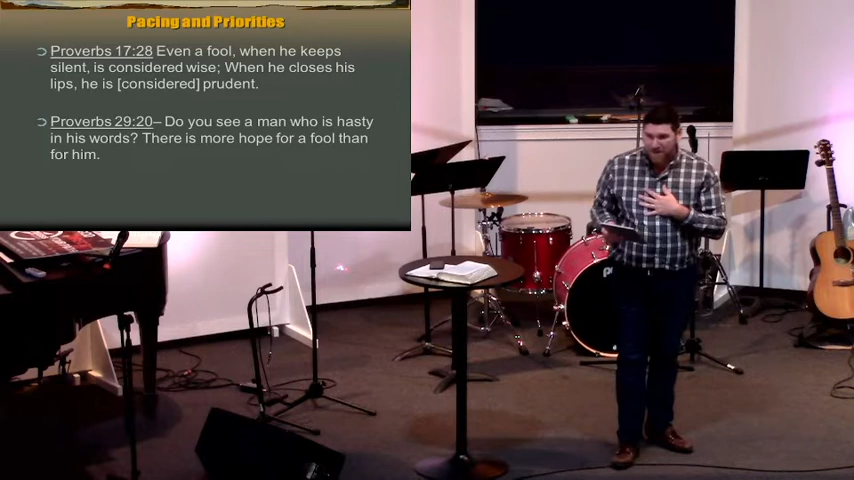 Pacing and Priorities
Proverbs 17:28 Even a fool, when he keeps
silent, is considered wise; When he closes his
lips, he is [considered] prudent.
Proverbs 29:20– Do you see a man who is hasty
in his words? There is more hope for a fool than
for him.